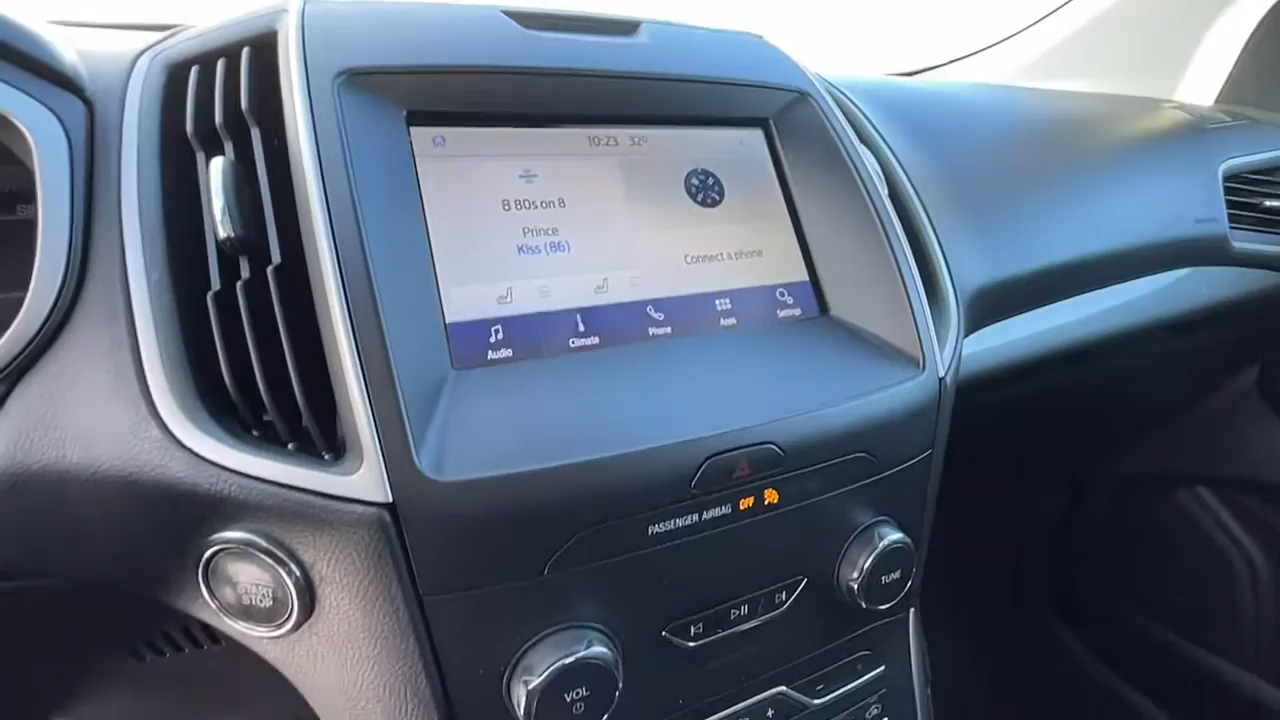 10:23 32°
8 80s on 8
Prince
Kiss (86)
Connect a phone
Audio
Climate
Phone
Apps
Settings
PASSENGER AIRBAG OFF
START
STOP
TUNE
VOL